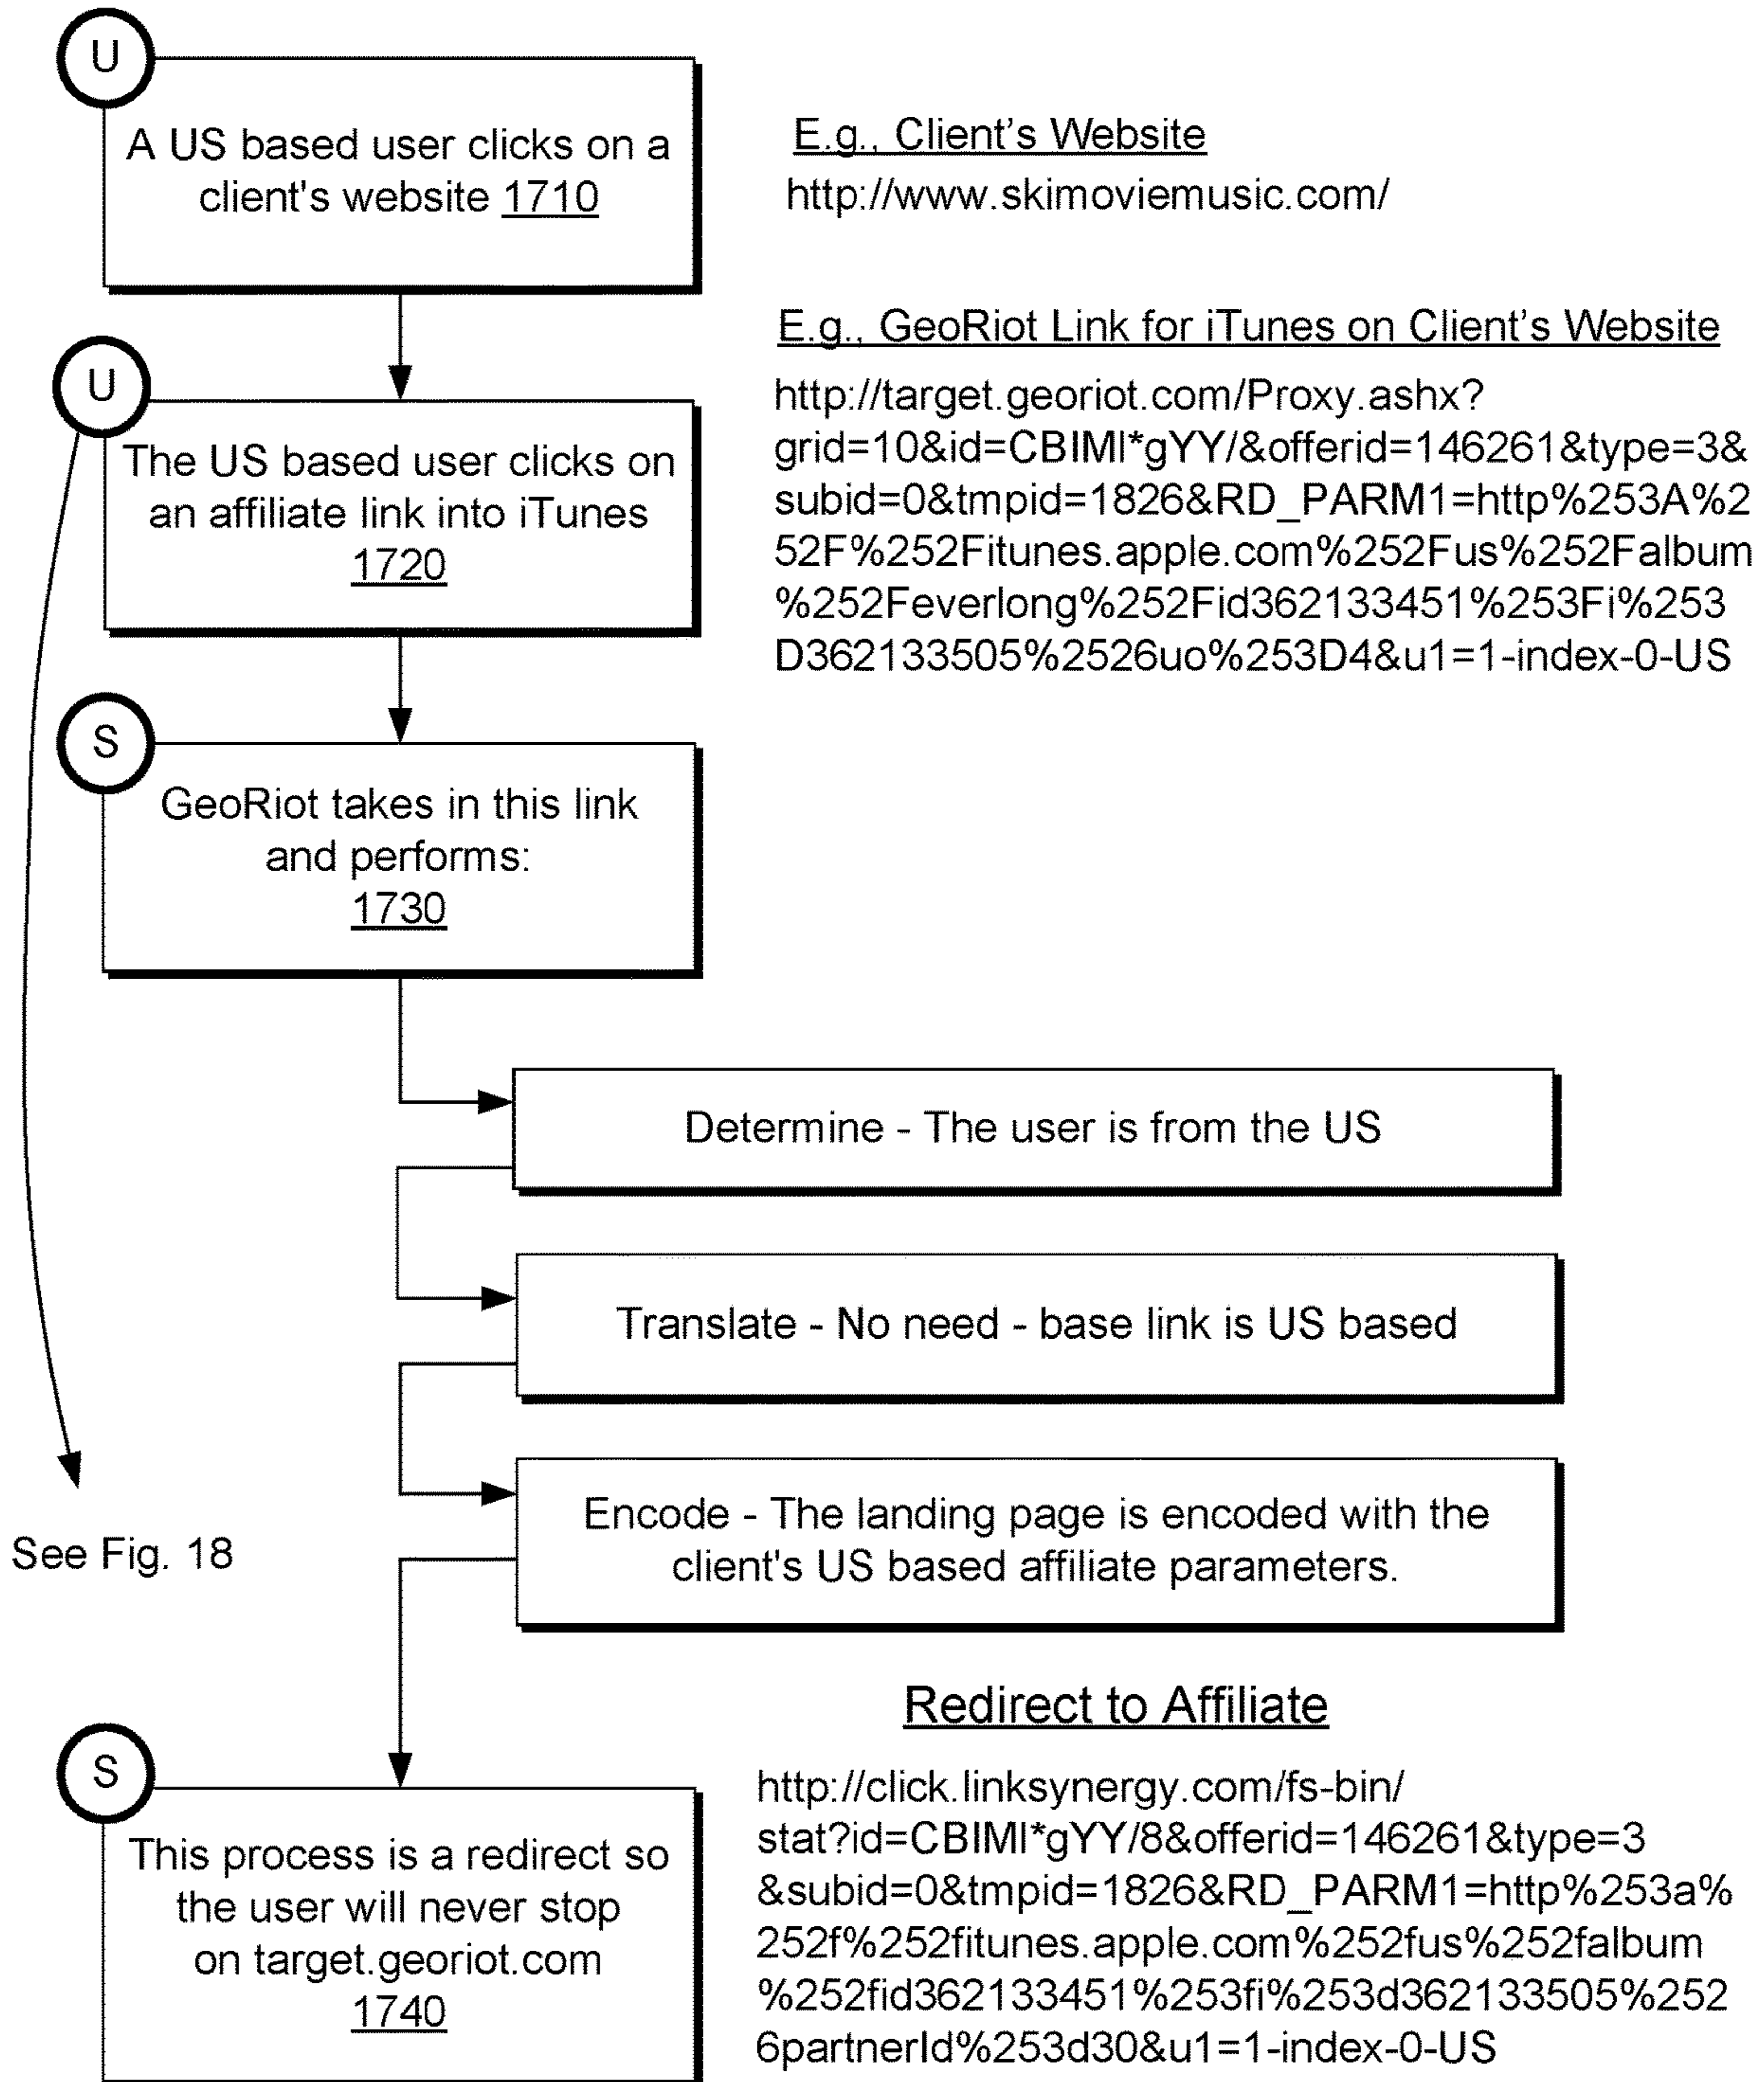 U
A US based user clicks on a
client's website 1710
E.g., Client's Website
http://www.skimoviemusic.com/
U
The US based user clicks on
an affiliate link into iTunes
1720
E.g., GeoRiot Link for iTunes on Client's Website
http://target.georiot.com/Proxy.ashx?
grid=10&id=CBIMl*gYY/&offerid=146261&type=3&
subid=0&tmpid=1826&RD_PARM1=http%253A%2
52F%252Fitunes.apple.com%252Fus%252Falbum
%252Feverlong%252Fid362133451%253Fi%253
D362133505%2526uo%253D4&u1=1-index-0-US
S
GeoRiot takes in this link
and performs:
1730
Determine - The user is from the US
Translate - No need - base link is US based
Encode - The landing page is encoded with the
client's US based affiliate parameters.
See Fig. 18
S
This process is a redirect so
the user will never stop
on target.georiot.com
1740
Redirect to Affiliate
http://click.linksynergy.com/fs-bin/
stat?id=CBIMl*gYY/8&offerid=146261&type=3
&subid=0&tmpid=1826&RD_PARM1=http%253a%
252f%252fitunes.apple.com%252fus%252falbum
%252fid362133451%253fi%253d362133505%252
6partnerId%253d30&u1=1-index-0-US